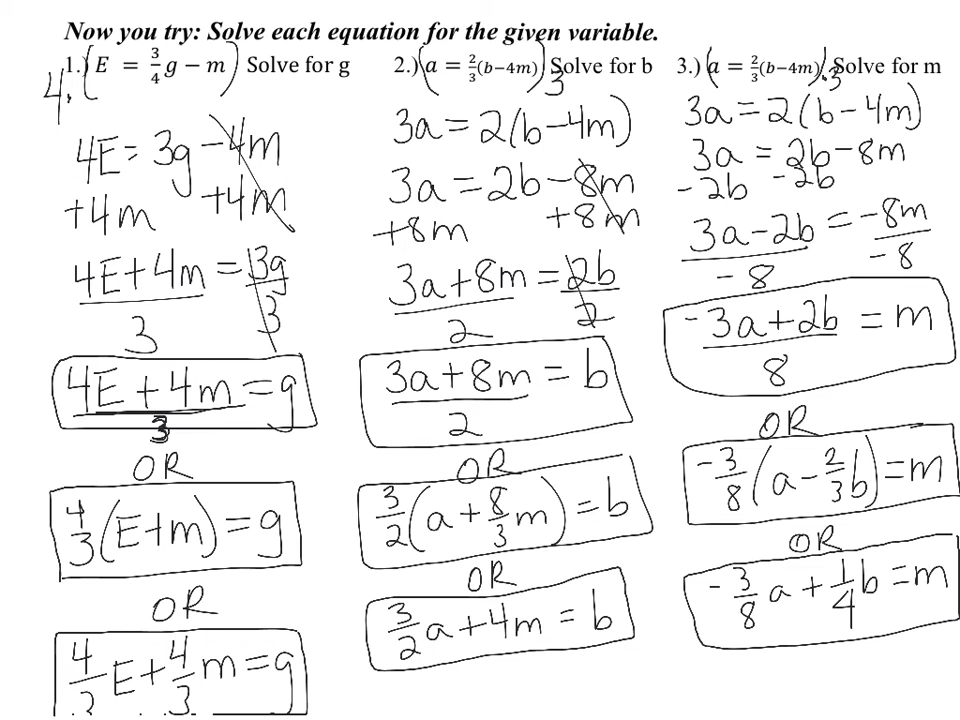 Now you try: Solve each equation for the given variable.
1.) (E = 3/4 g − m) Solve for g
4·
4E = 3g − 4m
+4m +4m
4E + 4m = 3g
3 3
4E + 4m = g
3
OR
4/3 (E + m) = g
OR
4/3 E + 4/3 m = g
2.) (a = 2/3 (b−4m)) Solve for b
3
3a = 2(b − 4m)
3a = 2b − 8m
+8m +8m
3a + 8m = 2b
2 2
3a + 8m = b
2
OR
3/2 (a + 8/3 m) = b
OR
3/2 a + 4m = b
3.) (a = 2/3 (b−4m)) Solve for m
·3
3a = 2(b − 4m)
3a = 2b − 8m
−2b −2b
3a − 2b = −8m
−8 −8
−3a + 2b = m
8
OR
−3/8 (a − 2/3 b) = m
OR
−3/8 a + 1/4 b = m